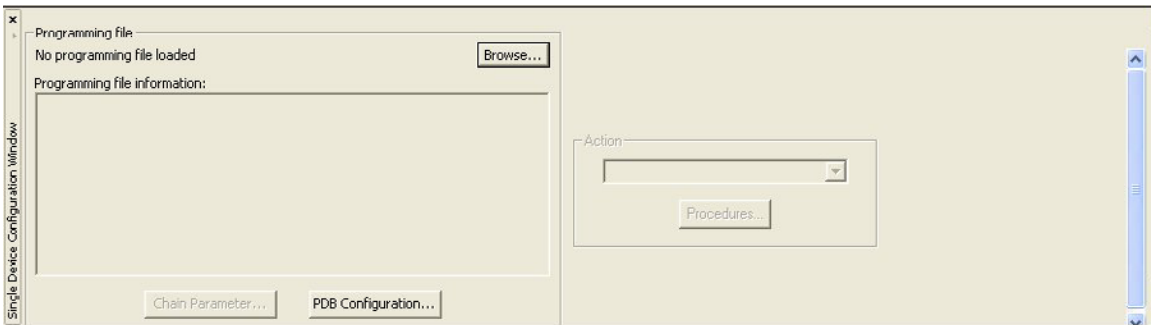 Single Device Configuration Window
Programming file
No programming file loaded
Browse...
Programming file information:
Action
Procedures...
Chain Parameter...
PDB Configuration...